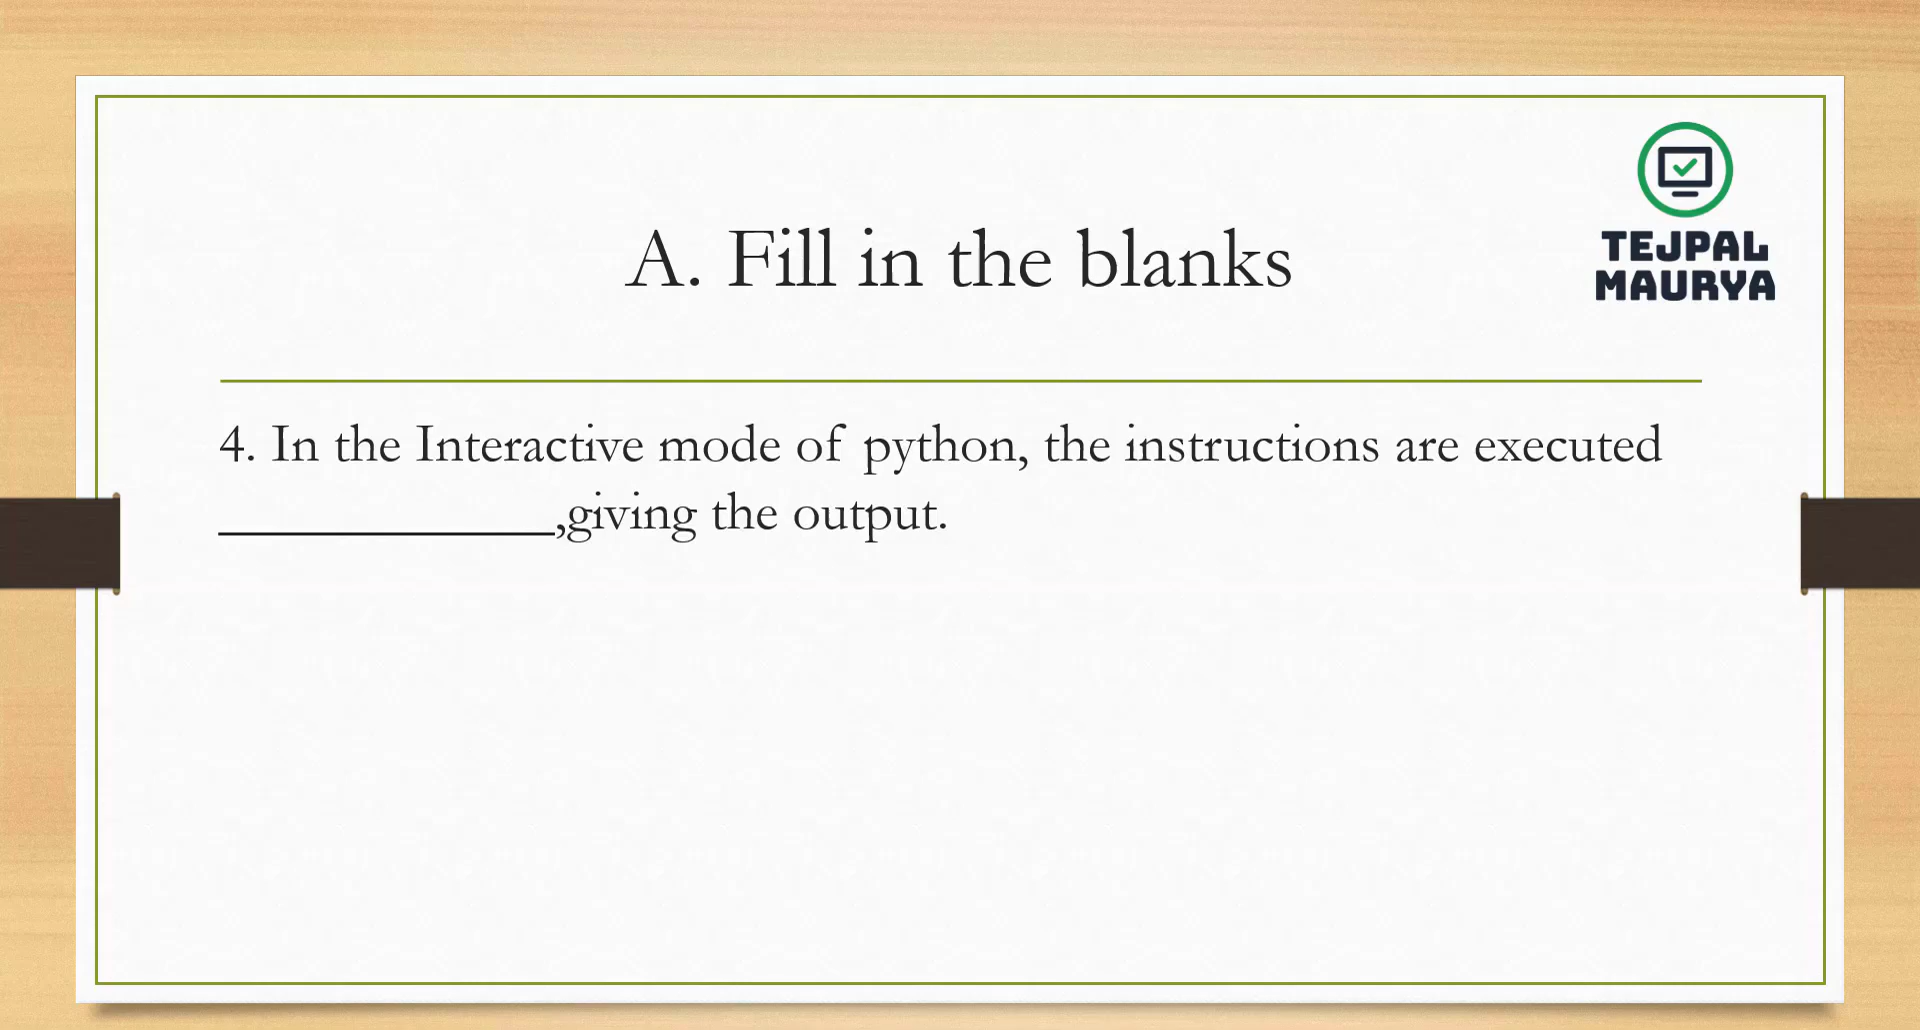 TEJPAL
MAURYA
A. Fill in the blanks
4. In the Interactive mode of python, the instructions are executed
______________,giving the output.